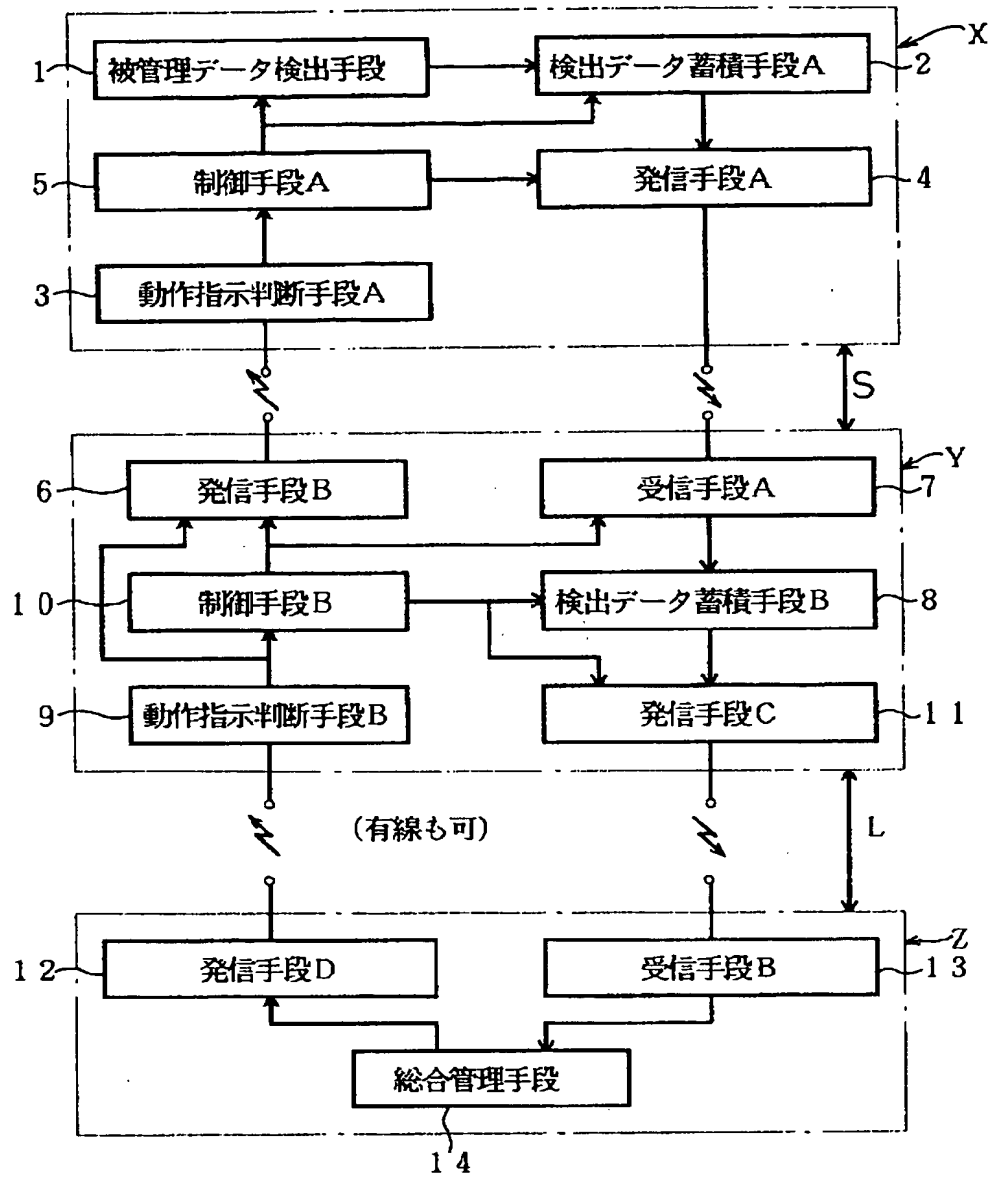 X
1 被管理データ検出手段 検出データ蓄積手段A 2
5 制御手段A 発信手段A 4
3 動作指示判断手段A
S
Y
6 発信手段B 受信手段A 7
10 制御手段B 検出データ蓄積手段B 8
9 動作指示判断手段B 発信手段C 11
(有線も可) L
Z
12 発信手段D 受信手段B 13
総合管理手段
14